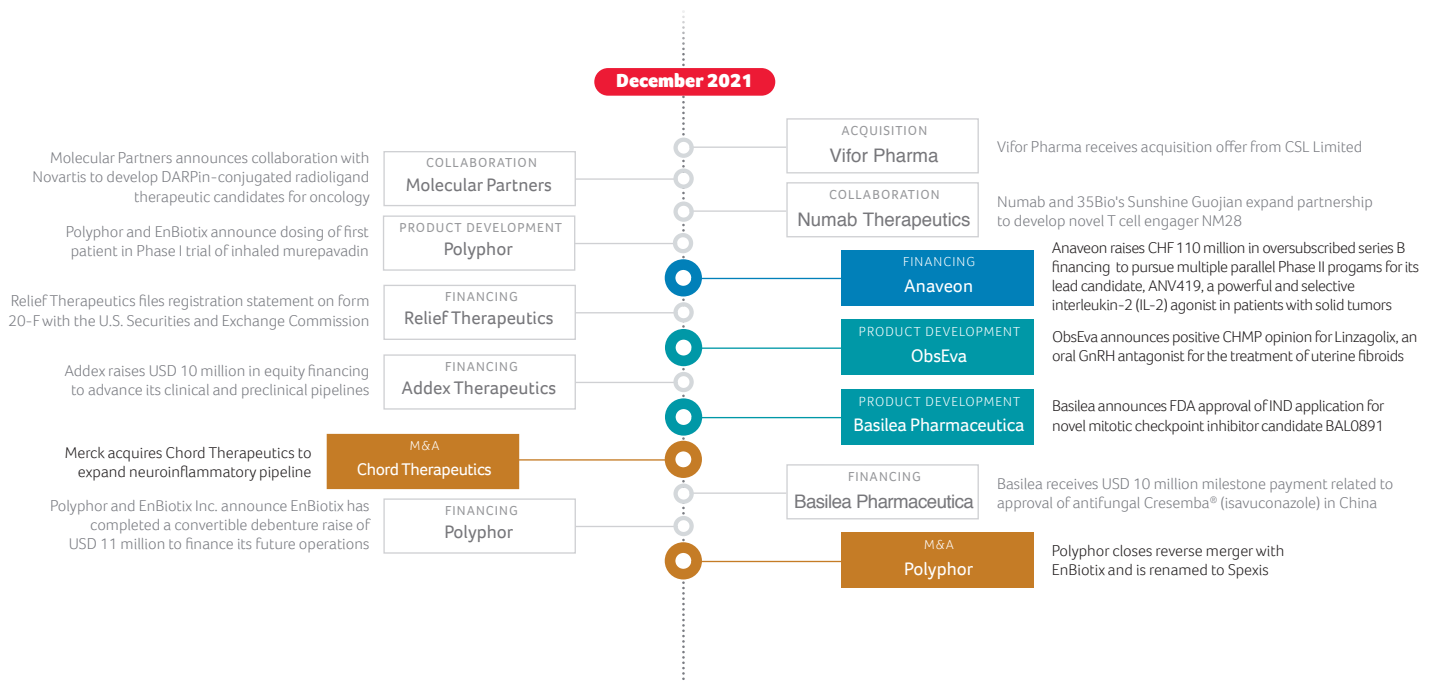 December 2021
ACQUISITION
Vifor Pharma
Vifor Pharma receives acquisition offer from CSL Limited
Molecular Partners announces collaboration with
Novartis to develop DARPin-conjugated radioligand
therapeutic candidates for oncology
COLLABORATION
Molecular Partners
COLLABORATION
Numab Therapeutics
Numab and 35Bio's Sunshine Guojian expand partnership
to develop novel T cell engager NM28
Polyphor and EnBiotix announce dosing of first
patient in Phase I trial of inhaled murepavadin
PRODUCT DEVELOPMENT
Polyphor
FINANCING
Anaveon
Anaveon raises CHF 110 million in oversubscribed series B
financing to pursue multiple parallel Phase II progams for its
lead candidate, ANV419, a powerful and selective
interleukin-2 (IL-2) agonist in patients with solid tumors
Relief Therapeutics files registration statement on form
20-F with the U.S. Securities and Exchange Commission
FINANCING
Relief Therapeutics
PRODUCT DEVELOPMENT
ObsEva
ObsEva announces positive CHMP opinion for Linzagolix, an
oral GnRH antagonist for the treatment of uterine fibroids
Addex raises USD 10 million in equity financing
to advance its clinical and preclinical pipelines
FINANCING
Addex Therapeutics
PRODUCT DEVELOPMENT
Basilea Pharmaceutica
Basilea announces FDA approval of IND application for
novel mitotic checkpoint inhibitor candidate BAL0891
Merck acquires Chord Therapeutics to
expand neuroinflammatory pipeline
M&A
Chord Therapeutics
FINANCING
Basilea Pharmaceutica
Basilea receives USD 10 million milestone payment related to
approval of antifungal Cresemba® (isavuconazole) in China
Polyphor and EnBiotix Inc. announce EnBiotix has
completed a convertible debenture raise of
USD 11 million to finance its future operations
FINANCING
Polyphor
M&A
Polyphor
Polyphor closes reverse merger with
EnBiotix and is renamed to Spexis